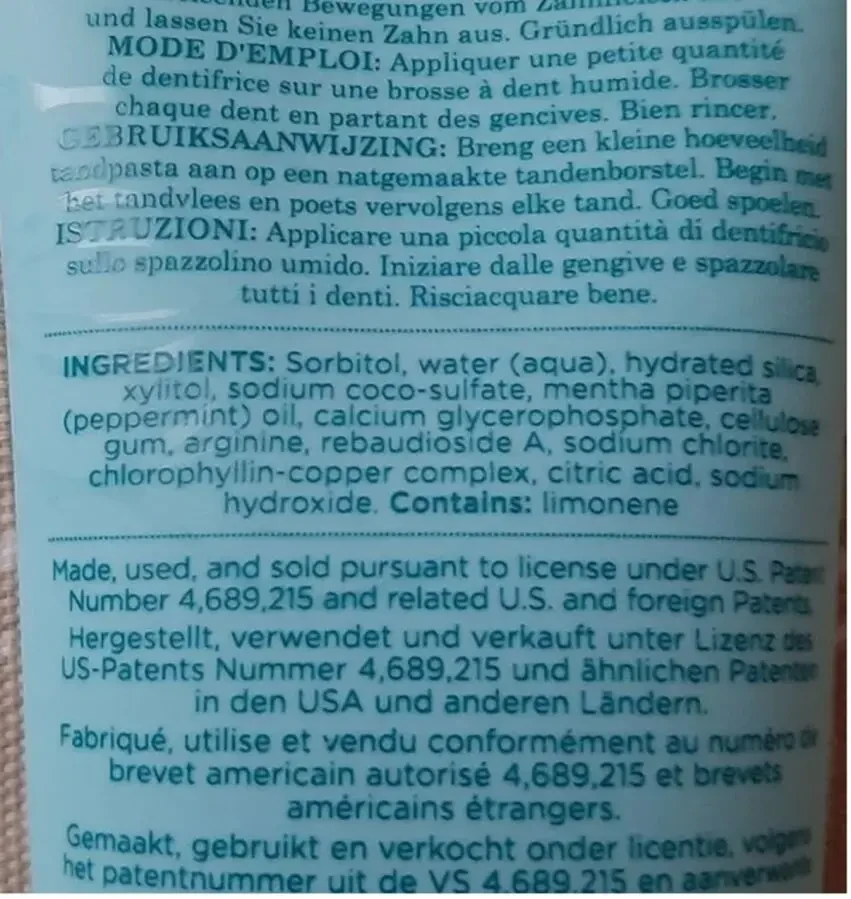 Bewegungen vom
und lassen Sie keinen Zahn aus. Gründlich ausspülen.
MODE D'EMPLOI: Appliquer une petite quantité
de dentifrice sur une brosse à dent humide. Brosser
chaque dent en partant des gencives. Bien rincer.
GEBRUIKSAANWIJZING: Breng een kleine hoeveelheid
tandpasta aan op een natgemaakte tandenborstel. Begin met
het tandvlees en poets vervolgens elke tand. Goed spoelen.
ISTRUZIONI: Applicare una piccola quantità di dentifricio
sullo spazzolino umido. Iniziare dalle gengive e spazzolare
tutti i denti. Risciacquare bene.
INGREDIENTS: Sorbitol, water (aqua), hydrated silica,
xylitol, sodium coco-sulfate, mentha piperita
(peppermint) oil, calcium glycerophosphate, cellulose
gum, arginine, rebaudioside A, sodium chlorite,
chlorophyllin-copper complex, citric acid, sodium
hydroxide. Contains: limonene
Made, used, and sold pursuant to license under U.S. Patent
Number 4,689,215 and related U.S. and foreign Patents.
Hergestellt, verwendet und verkauft unter Lizenz des
US-Patents Nummer 4,689,215 und ähnlichen Patenten
in den USA und anderen Ländern.
Fabriqué, utilise et vendu conformément au numéro de
brevet americain autorisé 4,689,215 et brevets
américains étrangers.
Gemaakt, gebruikt en verkocht onder licentie, volgens
het patentnummer uit de VS 4,689,215 en